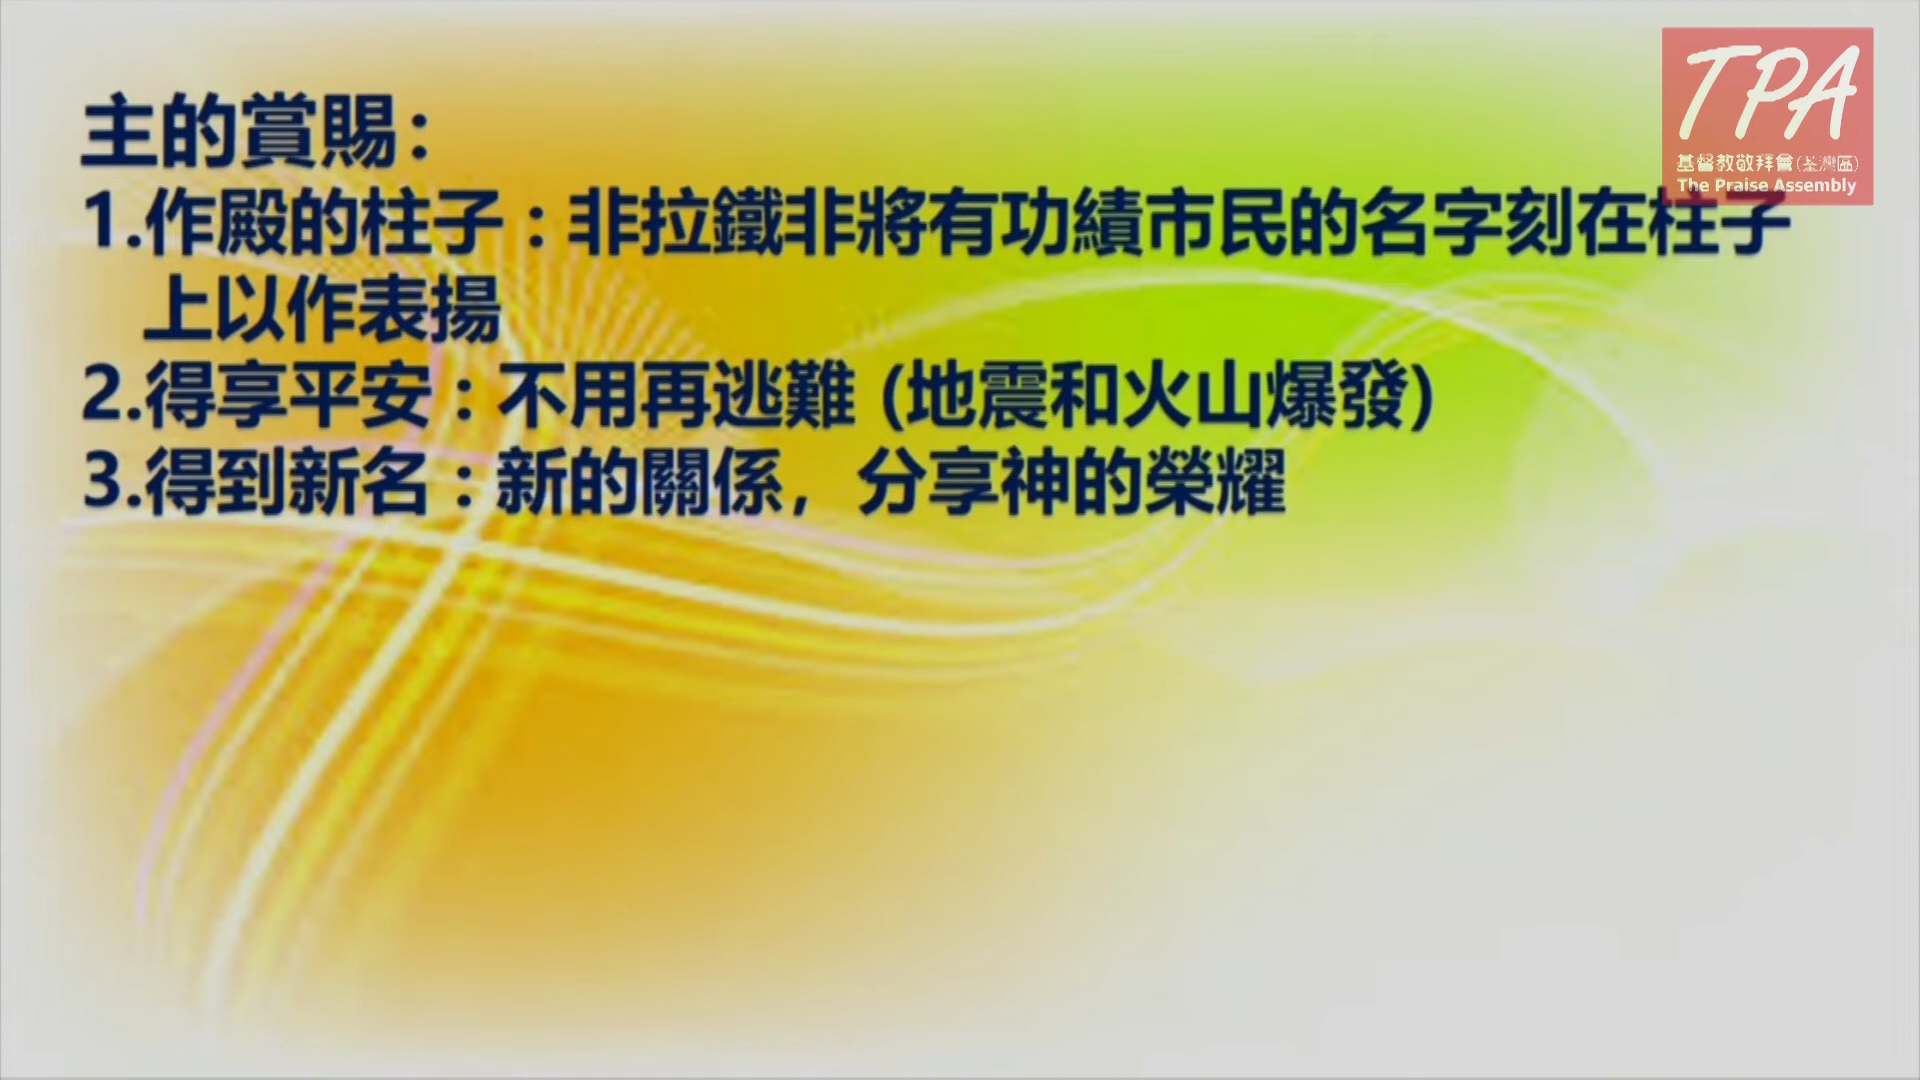 TPA
基督教敬拜會(荃灣區)
The Praise Assembly
主的賞賜：
1.作殿的柱子：非拉鐵非將有功績市民的名字刻在柱子
上以作表揚
2.得享平安：不用再逃難 (地震和火山爆發)
3.得到新名：新的關係，分享神的榮耀